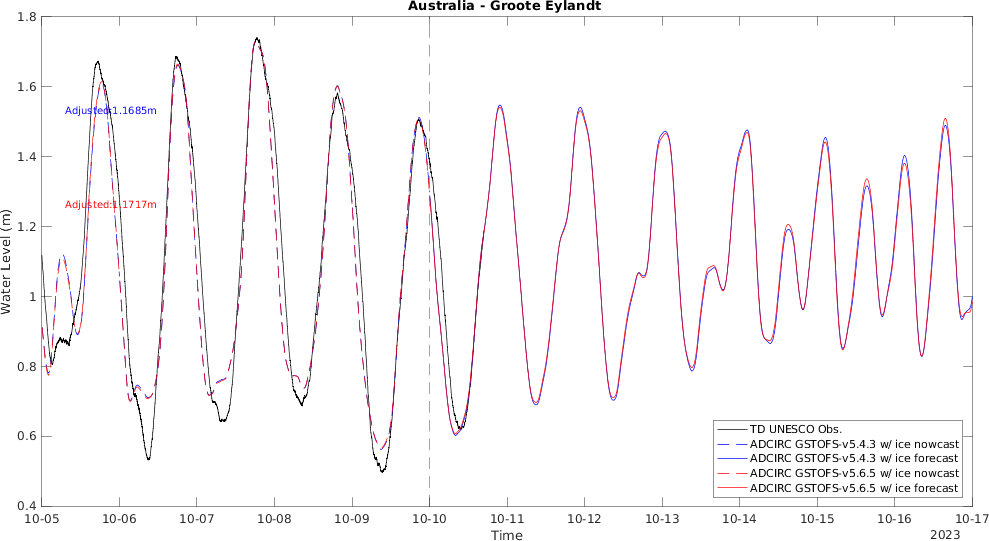 Australia - Groote Eylandt
1.8
1.6
1.4
1.2
1
0.8
0.6
0.4
Water Level (m)
Adjusted:1.1685m
Adjusted:1.1717m
TD UNESCO Obs.
ADCIRC GSTOFS-v5.4.3 w/ ice nowcast
ADCIRC GSTOFS-v5.4.3 w/ ice forecast
ADCIRC GSTOFS-v5.6.5 w/ ice nowcast
ADCIRC GSTOFS-v5.6.5 w/ ice forecast
10-05 10-06 10-07 10-08 10-09 10-10 10-11 10-12 10-13 10-14 10-15 10-16 10-17
Time
2023